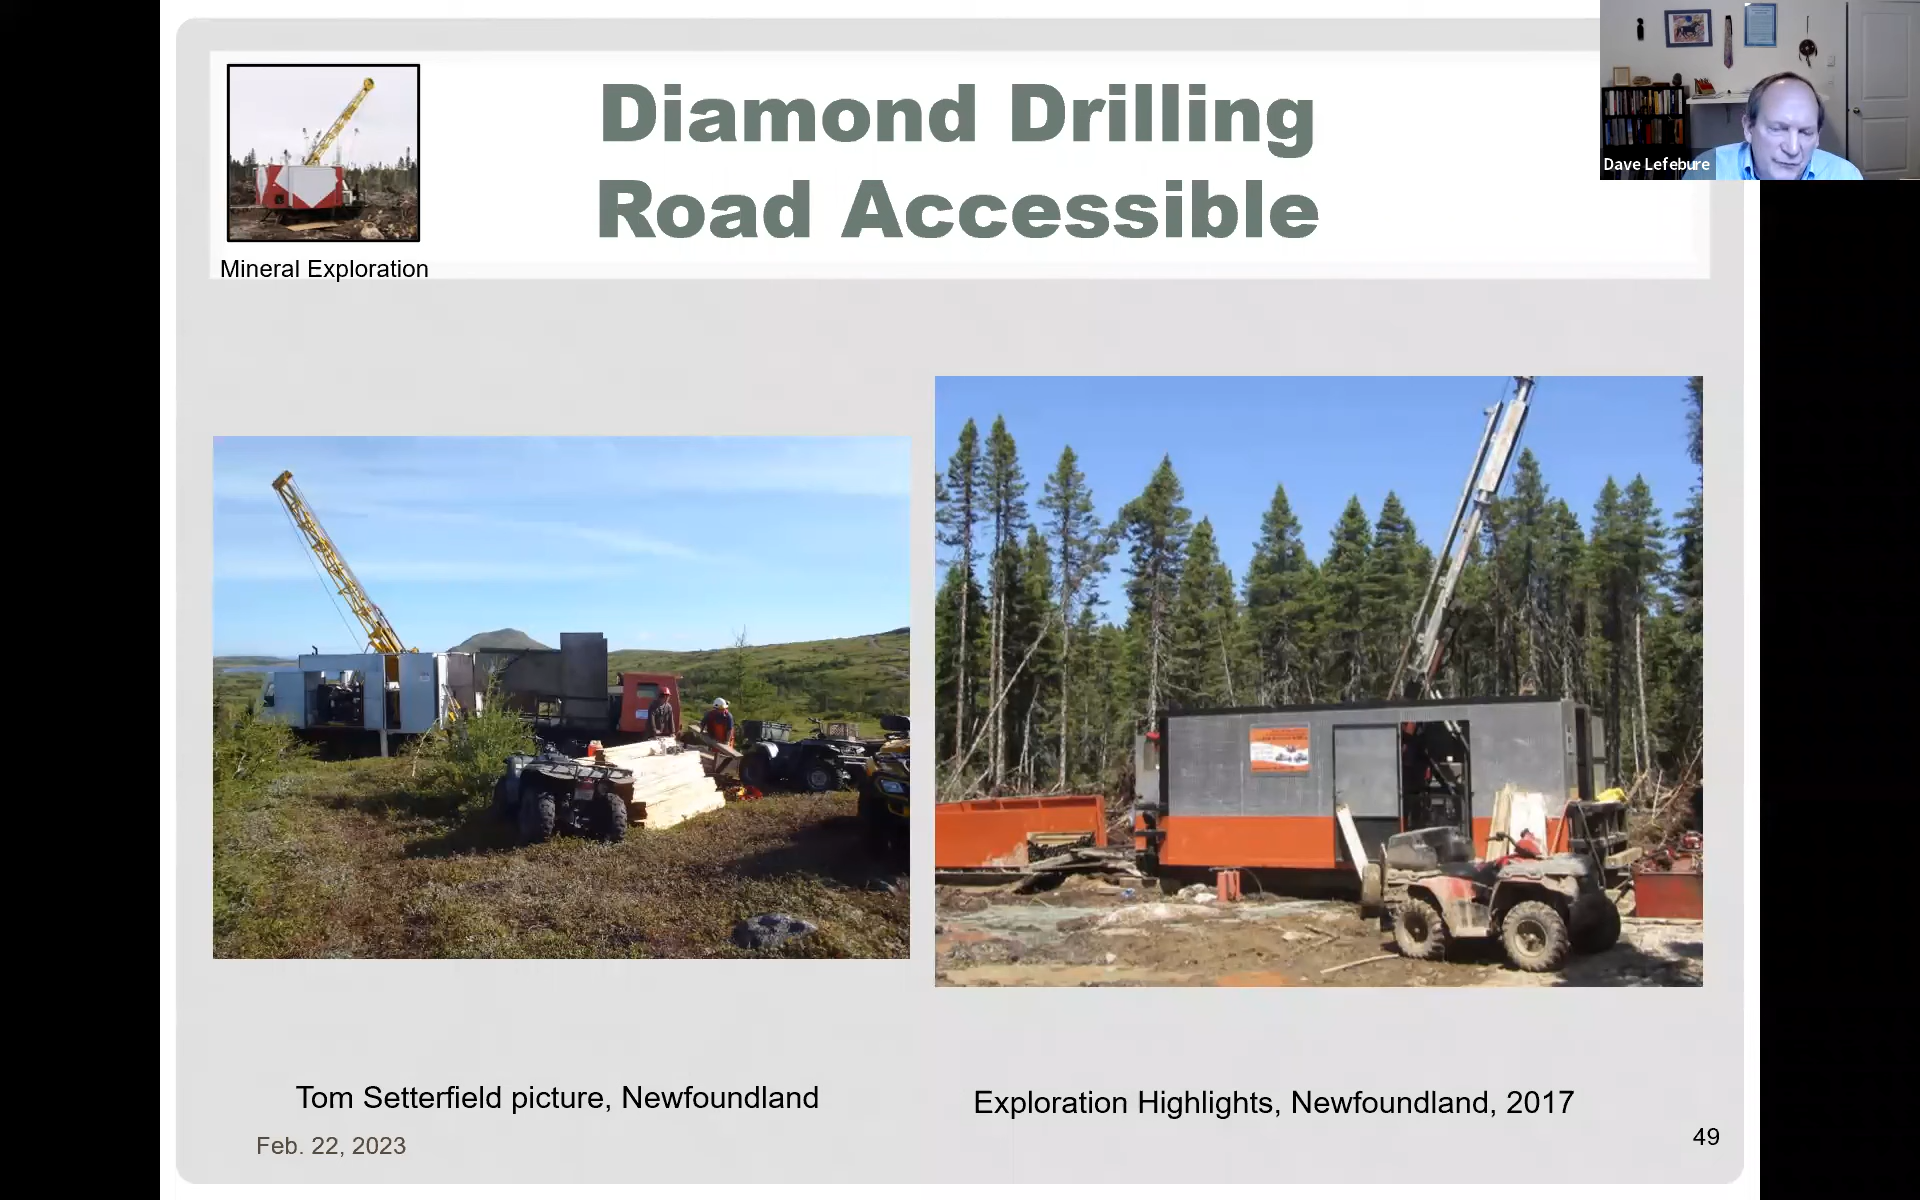 Diamond Drilling
Road Accessible
Dave Lefebure
Mineral Exploration
Tom Setterfield picture, Newfoundland
Exploration Highlights, Newfoundland, 2017
Feb. 22, 2023
49